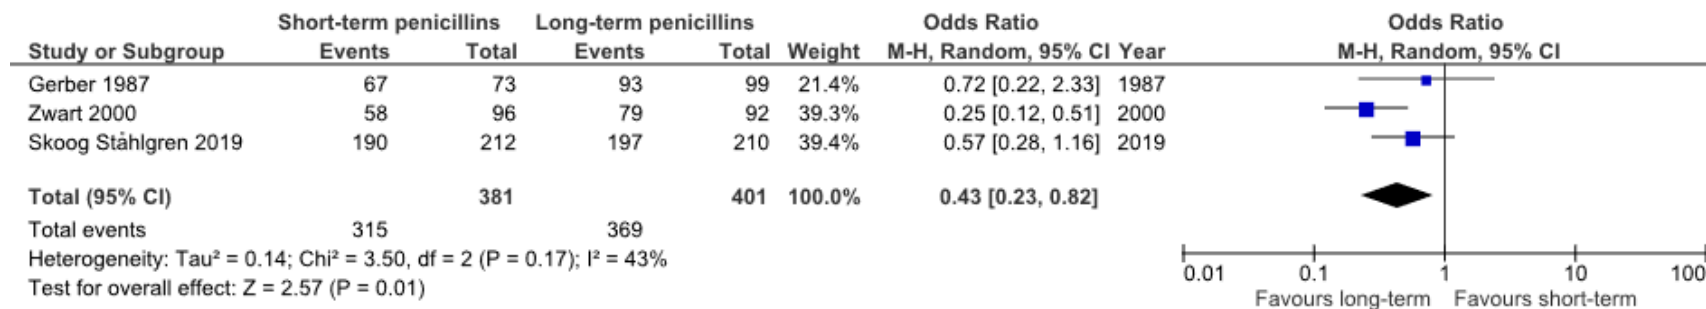 Short-term penicillins Long-term penicillins Odds Ratio Odds Ratio
Study or Subgroup Events Total Events Total Weight M-H, Random, 95% CI Year M-H, Random, 95% CI
Gerber 1987 67 73 93 99 21.4% 0.72 [0.22, 2.33] 1987
Zwart 2000 58 96 79 92 39.3% 0.25 [0.12, 0.51] 2000
Skoog Ståhlgren 2019 190 212 197 210 39.4% 0.57 [0.28, 1.16] 2019
Total (95% CI) 381 401 100.0% 0.43 [0.23, 0.82]
Total events 315 369
Heterogeneity: Tau² = 0.14; Chi² = 3.50, df = 2 (P = 0.17); I² = 43%
Test for overall effect: Z = 2.57 (P = 0.01)
0.01 0.1 1 10 100
Favours long-term Favours short-term